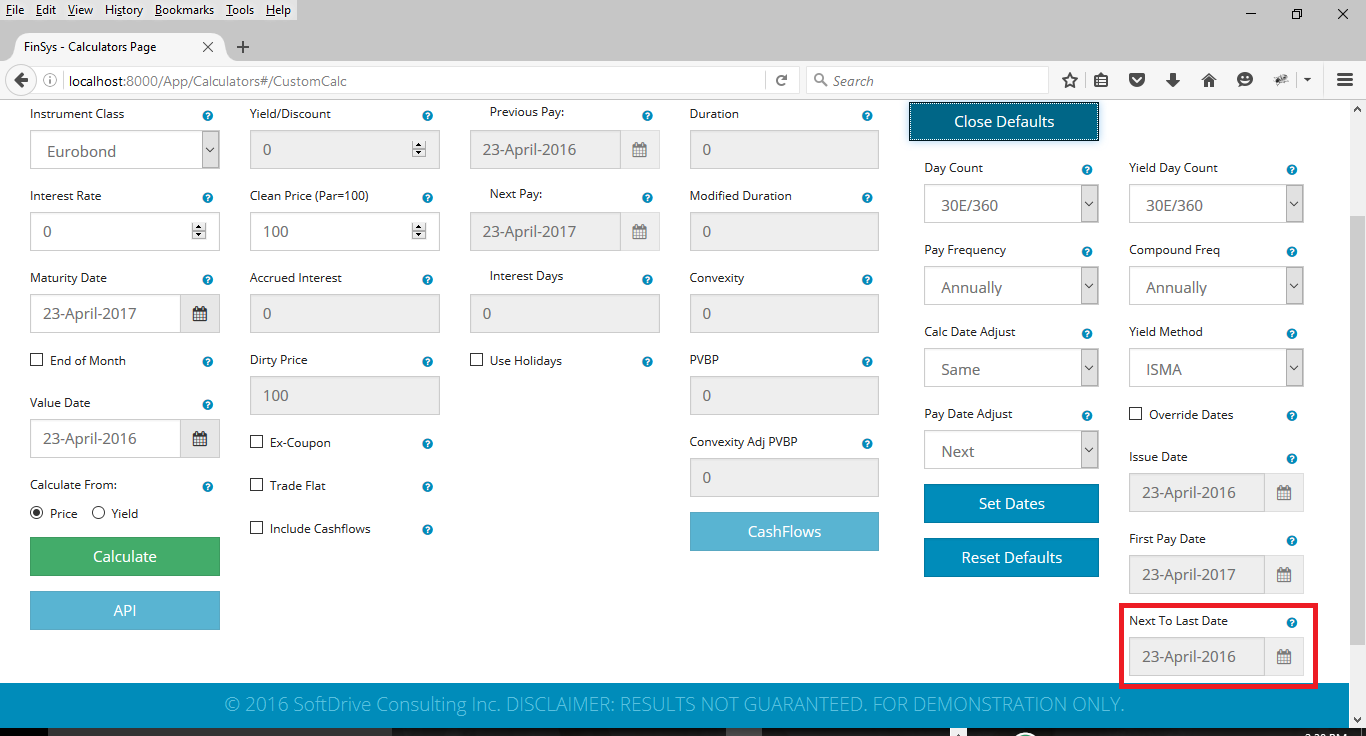 File Edit View History Bookmarks Tools Help
FinSys - Calculators Page
localhost:8000/App/Calculators#/CustomCalc
Search
Instrument Class
Eurobond
Interest Rate
0
Maturity Date
23-April-2017
End of Month
Value Date
23-April-2016
Calculate From:
Price Yield
Calculate
API
Yield/Discount
0
Clean Price (Par=100)
100
Accrued Interest
0
Dirty Price
100
Ex-Coupon
Trade Flat
Include Cashflows
Previous Pay:
23-April-2016
Next Pay:
23-April-2017
Interest Days
0
Use Holidays
Duration
0
Modified Duration
0
Convexity
0
PVBP
0
Convexity Adj PVBP
0
CashFlows
Close Defaults
Day Count
30E/360
Pay Frequency
Annually
Calc Date Adjust
Same
Pay Date Adjust
Next
Set Dates
Reset Defaults
Yield Day Count
30E/360
Compound Freq
Annually
Yield Method
ISMA
Override Dates
Issue Date
23-April-2016
First Pay Date
23-April-2017
Next To Last Date
23-April-2016
© 2016 SoftDrive Consulting Inc. DISCLAIMER: RESULTS NOT GUARANTEED. FOR DEMONSTRATION ONLY.